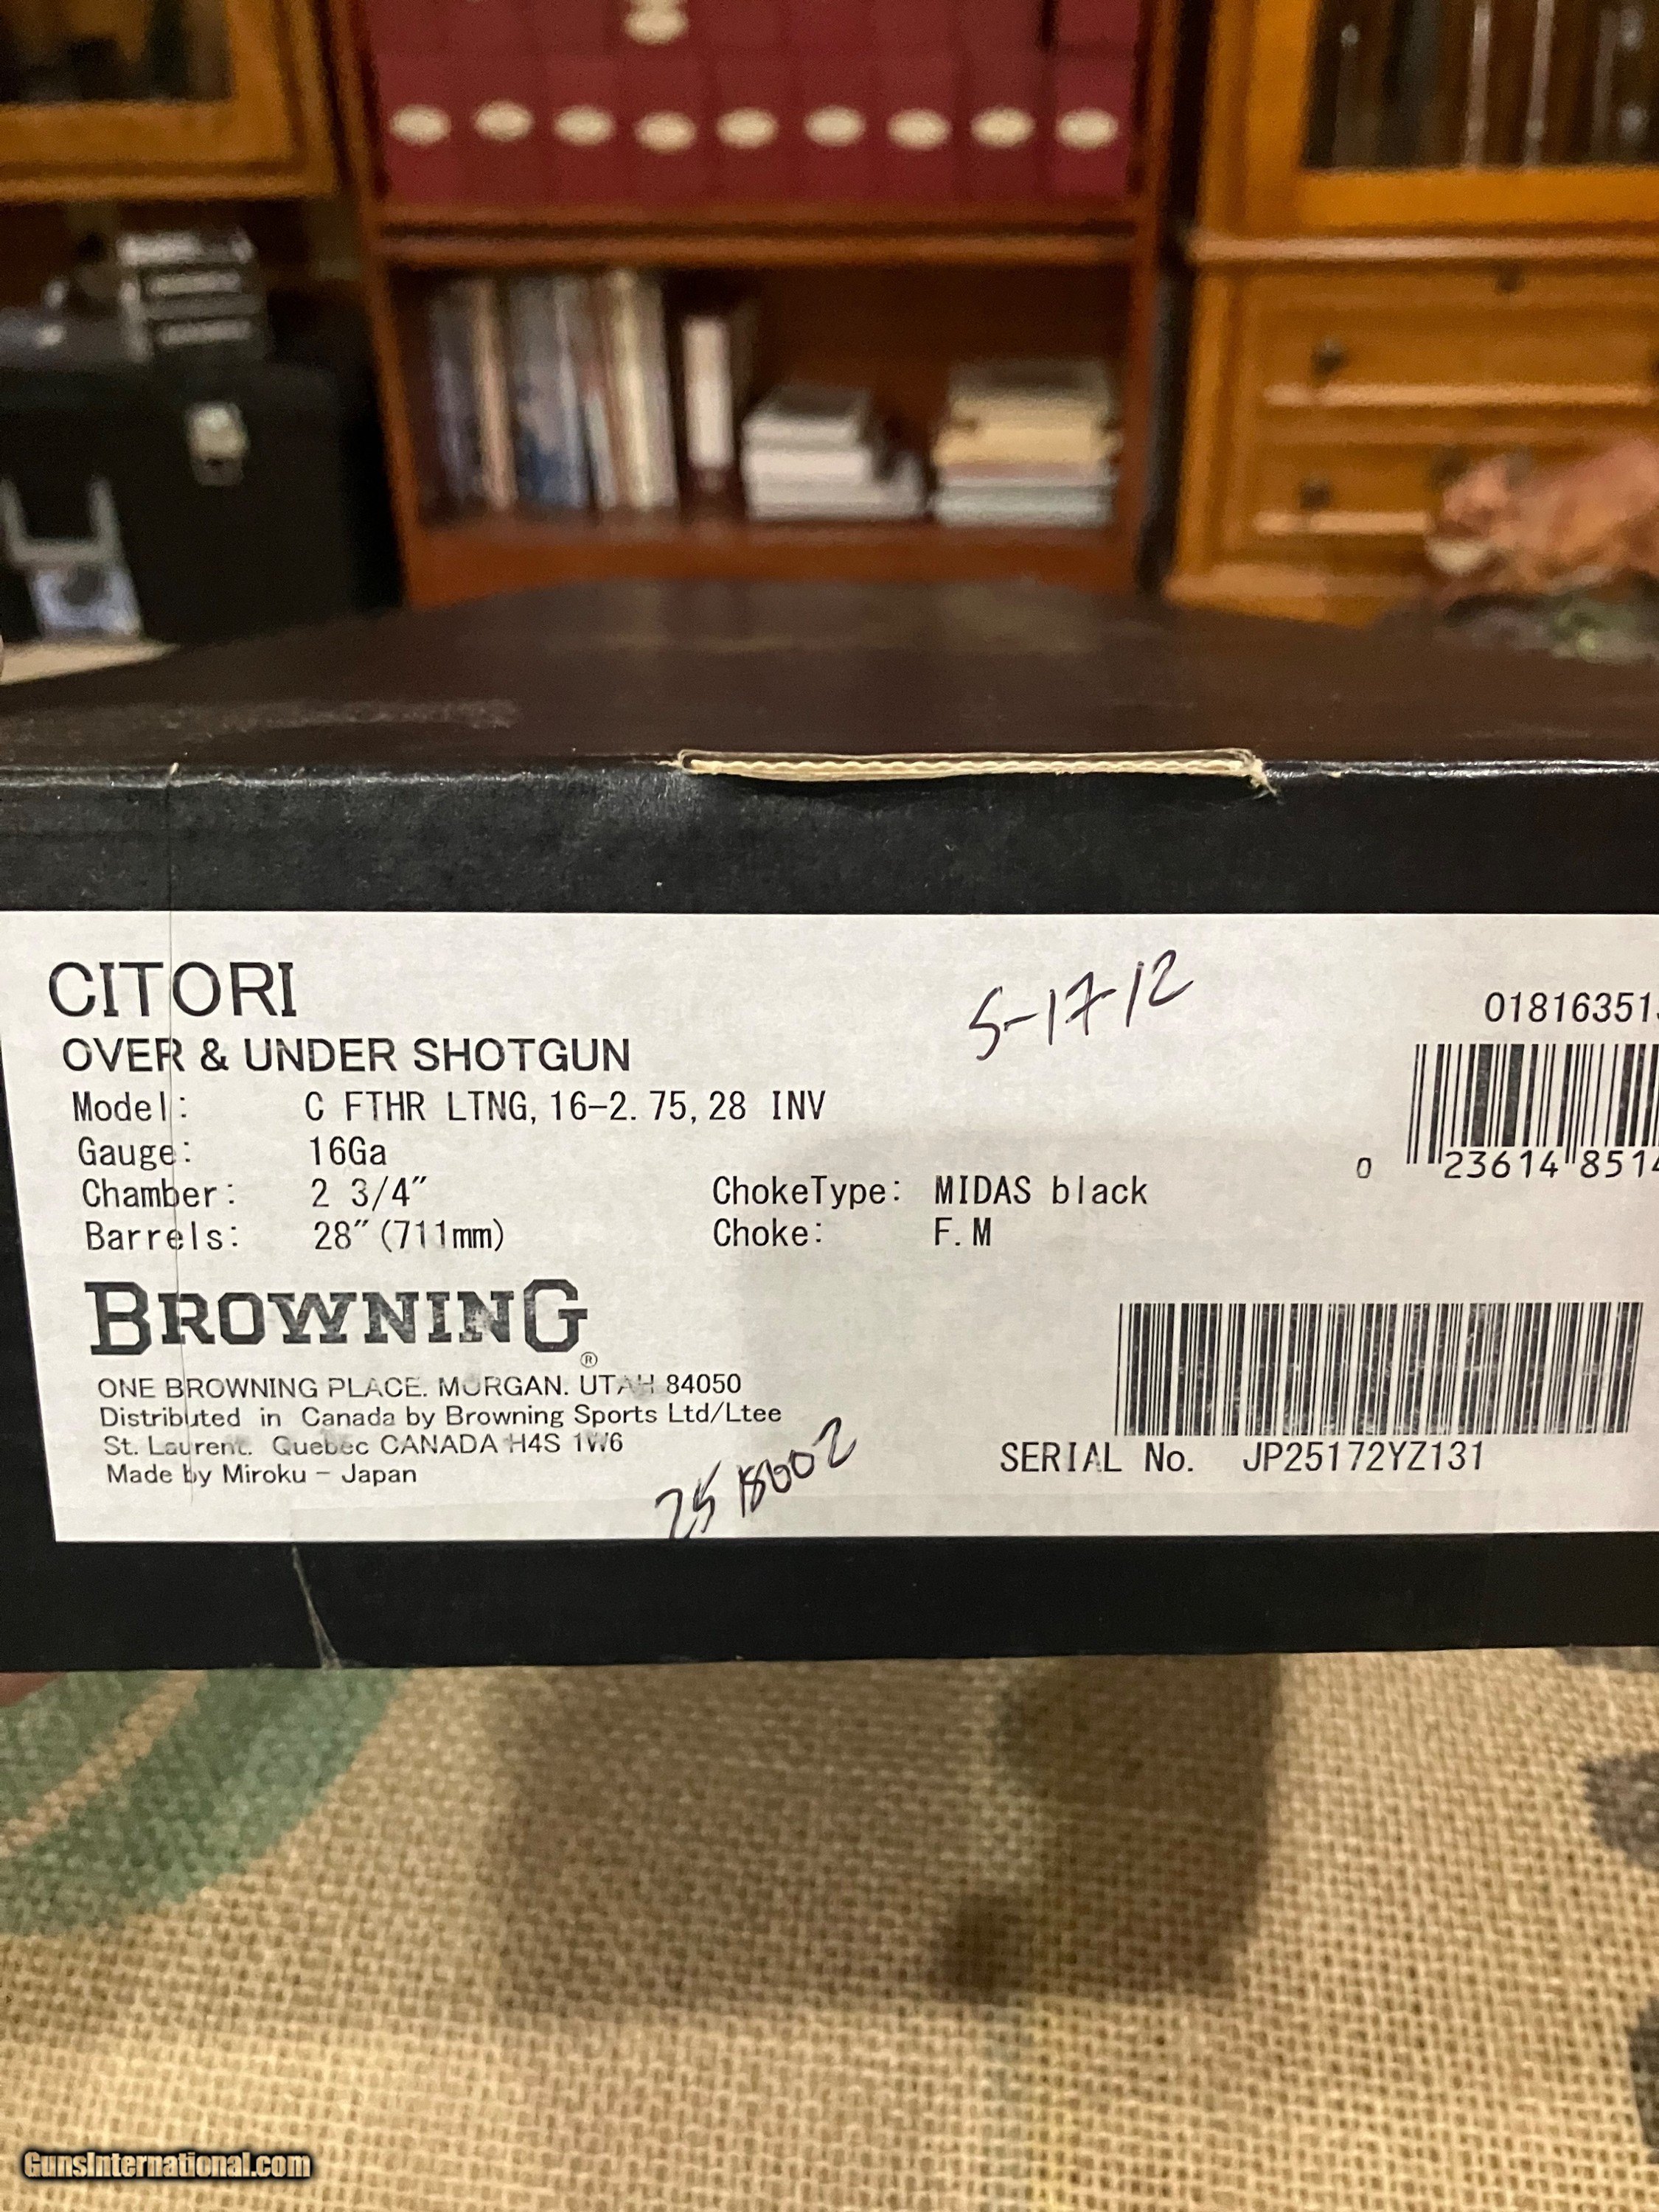 CITORI
5-17-12
OVER & UNDER SHOTGUN
01816351
Model: C FTHR LTNG, 16-2.75, 28 INV
Gauge: 16Ga
Chamber: 2 3/4"
ChokeType: MIDAS black
Barrels: 28"(711mm)
Choke: F.M
0 23614 8514
BROWNING®
ONE BROWNING PLACE. MORGAN. UTAH 84050
Distributed in Canada by Browning Sports Ltd/Ltee
St. Laurent. Quebec CANADA H4S 1W6
Made by Miroku - Japan
SERIAL No. JP25172YZ131
GunsInternational.com